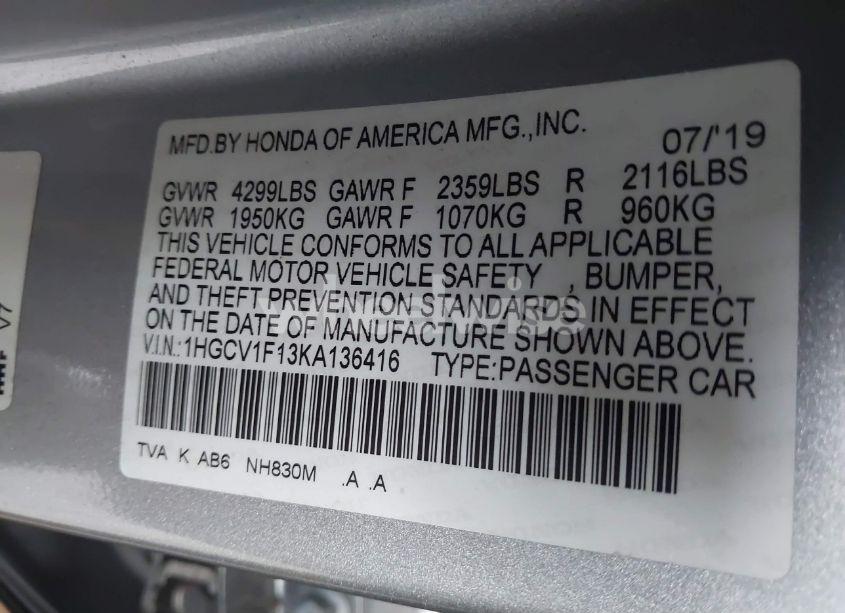 MFD.BY HONDA OF AMERICA MFG.,INC. 07/'19
GVWR 4299LBS GAWR F 2359LBS R 2116LBS
GVWR 1950KG GAWR F 1070KG R 960KG
THIS VEHICLE CONFORMS TO ALL APPLICABLE
FEDERAL MOTOR VEHICLE SAFETY , BUMPER,
AND THEFT PREVENTION STANDARDS IN EFFECT
ON THE DATE OF MANUFACTURE SHOWN ABOVE.
V.I.N.:1HGCV1F13KA136416 TYPE:PASSENGER CAR
TVA K AB6 NH830M .A .A